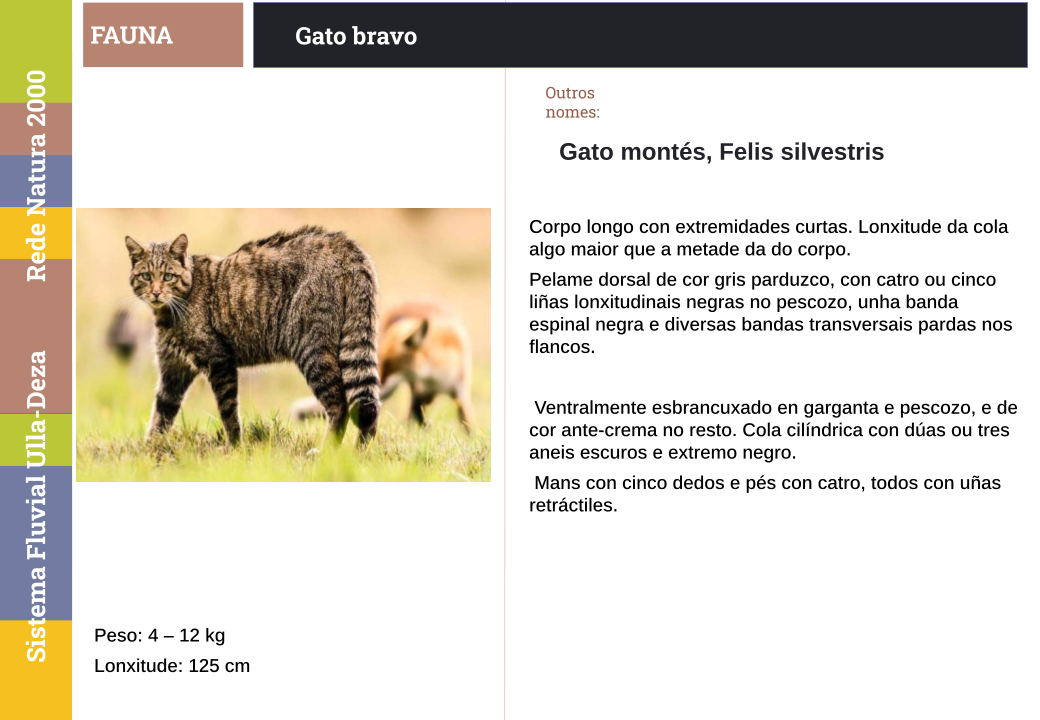 FAUNA
Gato bravo
Sistema Fluvial Ulla-Deza Rede Natura 2000
Outros
nomes:
Gato montés, Felis silvestris
Corpo longo con extremidades curtas. Lonxitude da cola
algo maior que a metade da do corpo.
Pelame dorsal de cor gris parduzco, con catro ou cinco
liñas lonxitudinais negras no pescozo, unha banda
espinal negra e diversas bandas transversais pardas nos
flancos.
Ventralmente esbrancuxado en garganta e pescozo, e de
cor ante-crema no resto. Cola cilíndrica con dúas ou tres
aneis escuros e extremo negro.
Mans con cinco dedos e pés con catro, todos con uñas
retráctiles.
Peso: 4 – 12 kg
Lonxitude: 125 cm